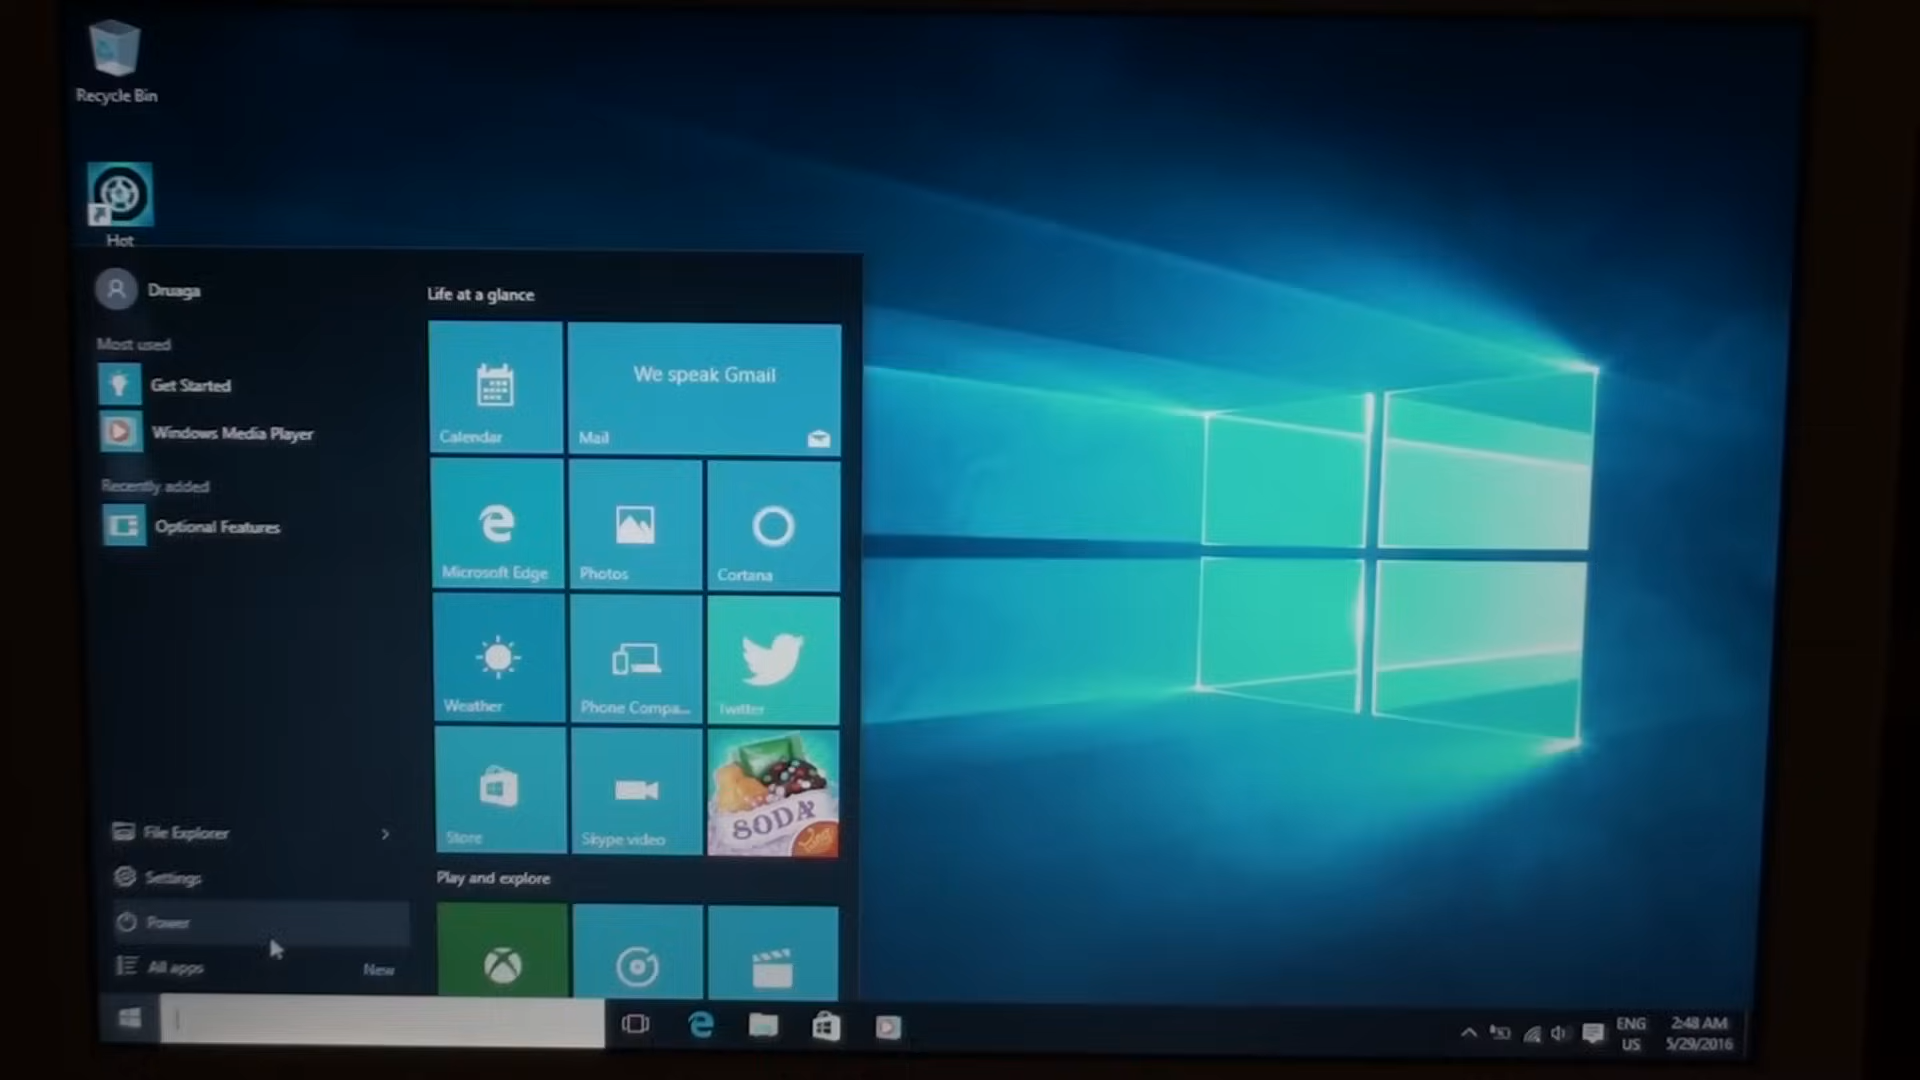 Recycle Bin
Hot
Druaga
Life at a glance
Most used
Get Started
Windows Media Player
Recently added
Optional Features
We speak Gmail
Calendar
Mail
Microsoft Edge
Photos
Cortana
Weather
Phone Compa...
Twitter
Store
Skype video
SODA
Play and explore
File Explorer
Settings
Power
All apps
New
ENG
US
2:48 AM
5/29/2016